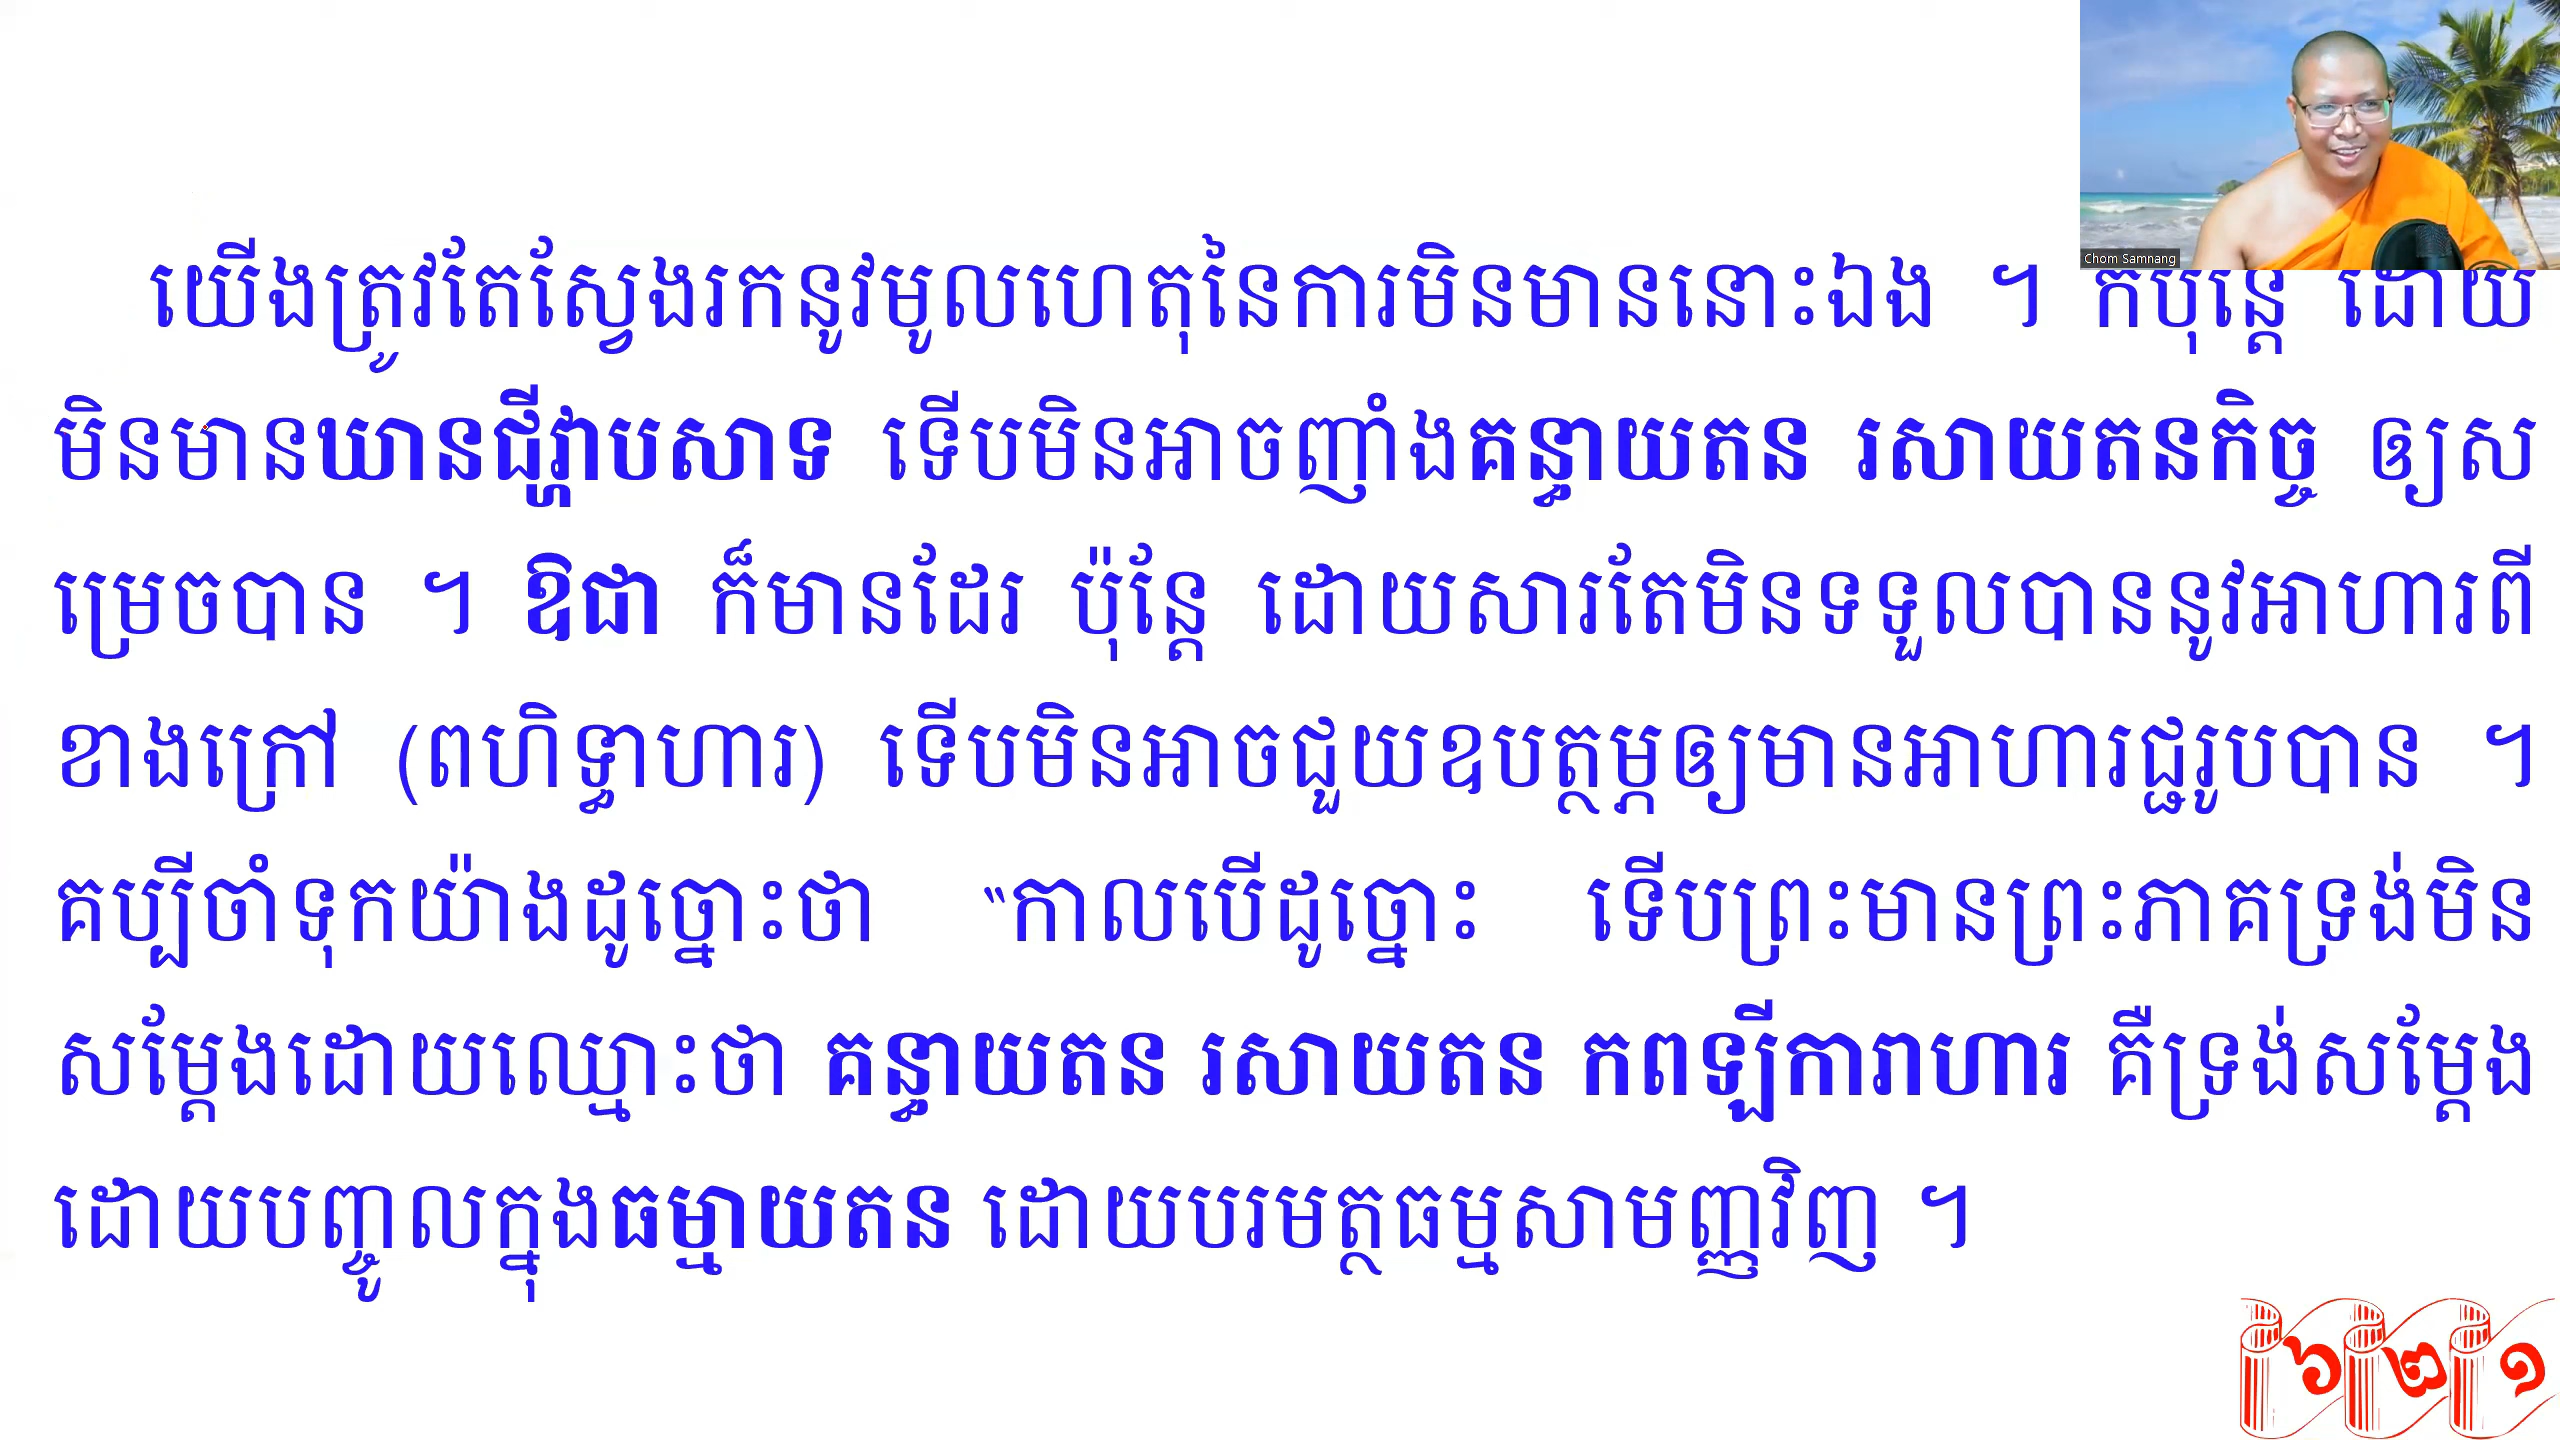 Chom Samnang
យើងត្រូវតែស្វែងរកនូវមូលហេតុនៃការមិនមាននោះឯង ។ ក៏ប៉ុន្តែ ដោយ
មិនមានឃានជីវ្ហាបសាទ ទើបមិនអាចញ៉ាំងគន្ធាយតន រសាយតនកិច្ច ឲ្យស
ម្រេចបាន ។ ឱជា ក៏មានដែរ ប៉ុន្តែ ដោយសារតែមិនទទួលបាននូវអាហារពី
ខាងក្រៅ (ពហិទ្ធាហារ) ទើបមិនអាចជួយឧបត្ថម្ភឲ្យមានអាហារជ្ជរូបបាន ។
គប្បីចាំទុកយ៉ាងដូច្នោះថា “កាលបើដូច្នោះ ទើបព្រះមានព្រះភាគទ្រង់មិន
សម្ដែងដោយឈ្មោះថា គន្ធាយតន រសាយតន កពឡីការាហារ គឺទ្រង់សម្ដែង
ដោយបញ្ចូលក្នុងធម្មាយតន ដោយបរមត្ថធម្មសាមញ្ញវិញ ។
៦២១